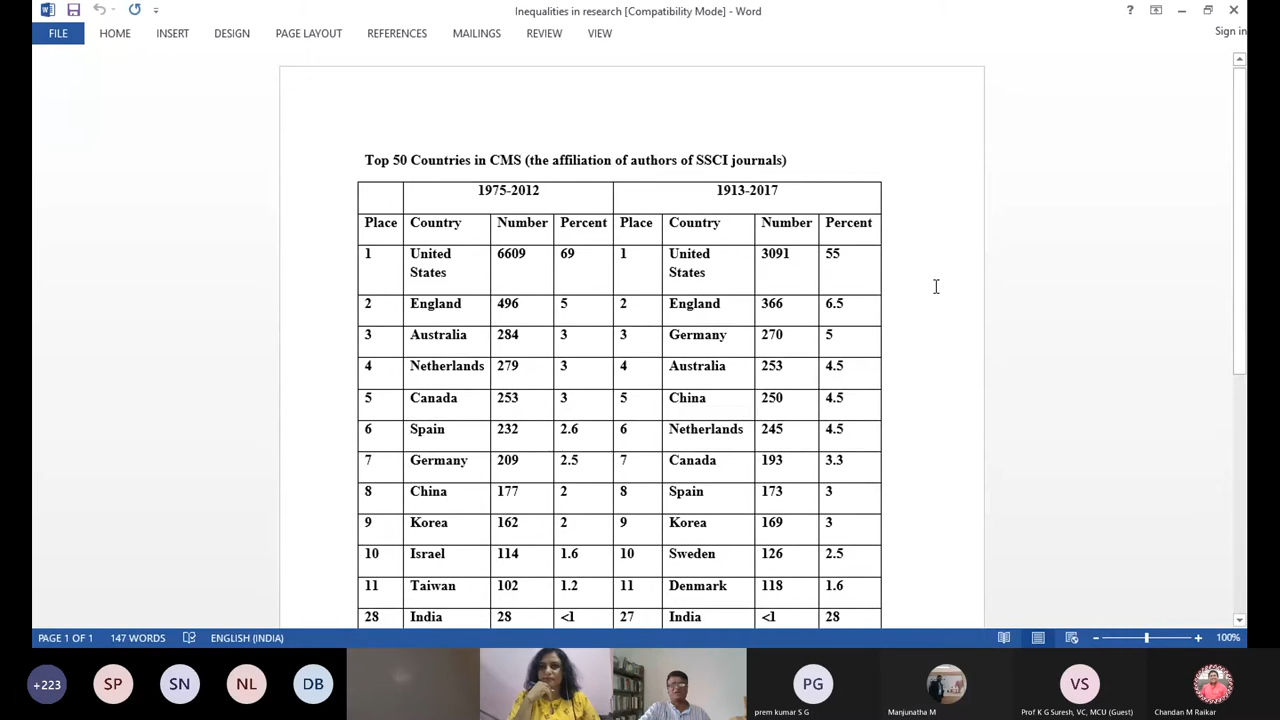 Inequalities in research [Compatibility Mode] - Word
?
FILE HOME INSERT DESIGN PAGE LAYOUT REFERENCES MAILINGS REVIEW VIEW Sign in
Top 50 Countries in CMS (the affiliation of authors of SSCI journals)
1975-2012 1913-2017
Place Country Number Percent Place Country Number Percent
1 United States 6609 69 1 United States 3091 55
2 England 496 5 2 England 366 6.5
3 Australia 284 3 3 Germany 270 5
4 Netherlands 279 3 4 Australia 253 4.5
5 Canada 253 3 5 China 250 4.5
6 Spain 232 2.6 6 Netherlands 245 4.5
7 Germany 209 2.5 7 Canada 193 3.3
8 China 177 2 8 Spain 173 3
9 Korea 162 2 9 Korea 169 3
10 Israel 114 1.6 10 Sweden 126 2.5
11 Taiwan 102 1.2 11 Denmark 118 1.6
28 India 28 <1 27 India <1 28
PAGE 1 OF 1 147 WORDS ENGLISH (INDIA) 100%
+223 SP SN NL DB PG VS
prem kumar S G Manjunatha M Prof K G Suresh, VC, MCU (Guest) Chandan M Raikar